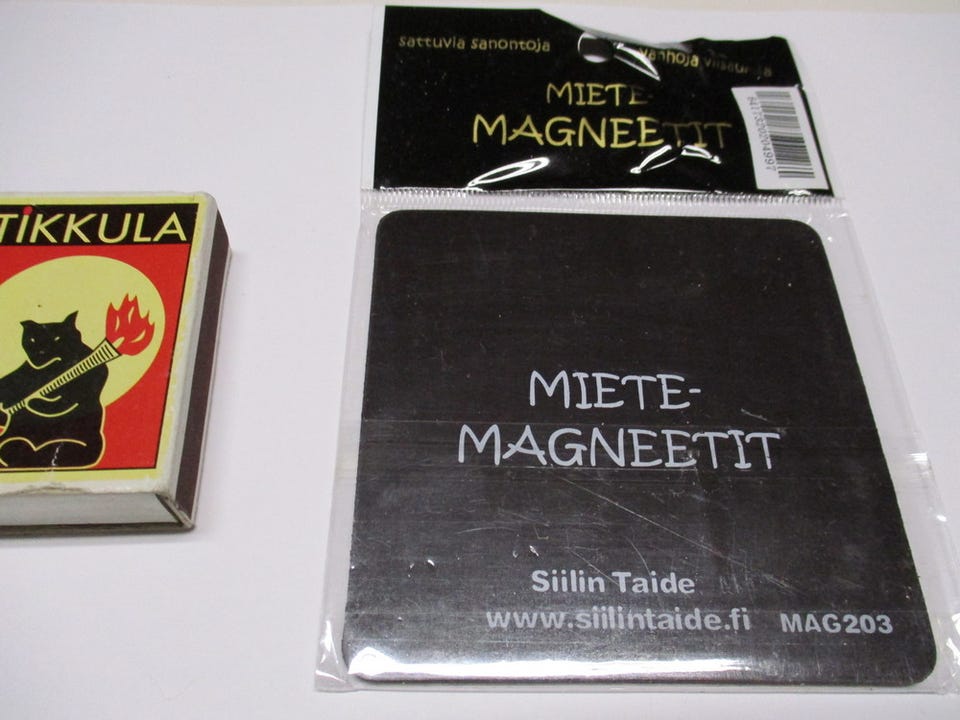 sattuvia sanontoja
vanhoja viisauksia
MIETE-
MAGNEETIT
TIKKULA
MIETE-
MAGNEETIT
Siilin Taide
www.siilintaide.fi MAG203